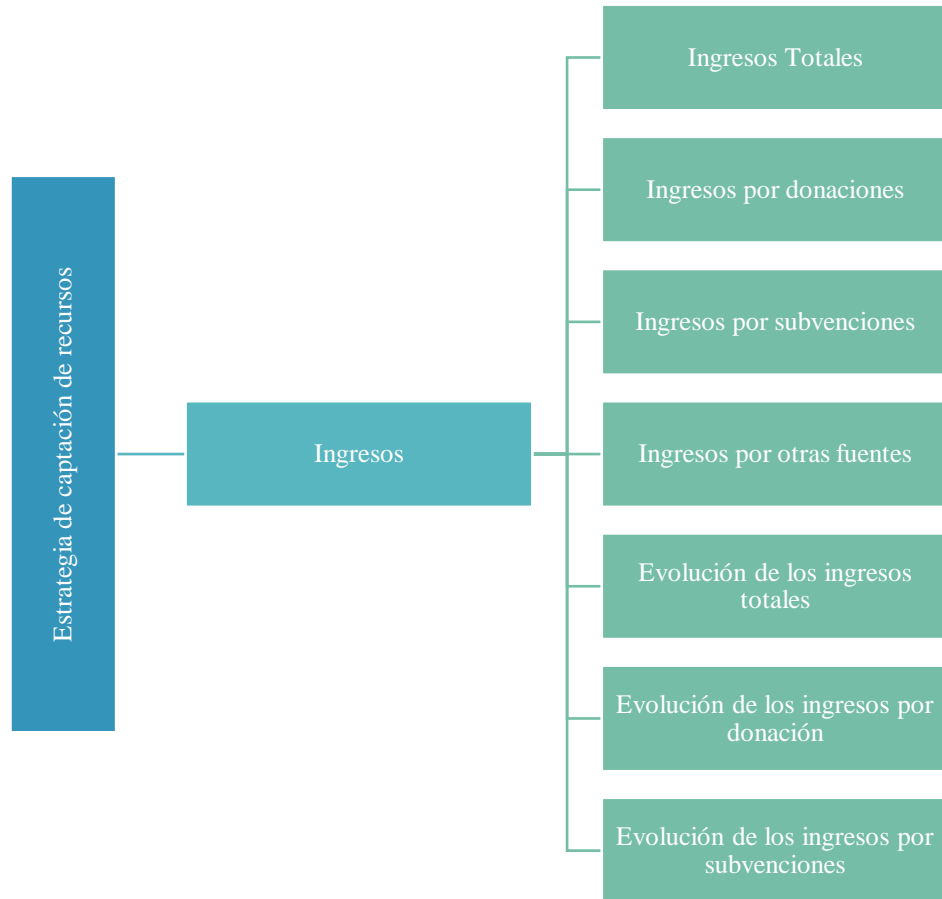 Estrategia de captación de recursos
Ingresos
Ingresos Totales
Ingresos por donaciones
Ingresos por subvenciones
Ingresos por otras fuentes
Evolución de los ingresos
totales
Evolución de los ingresos por
donación
Evolución de los ingresos por
subvenciones